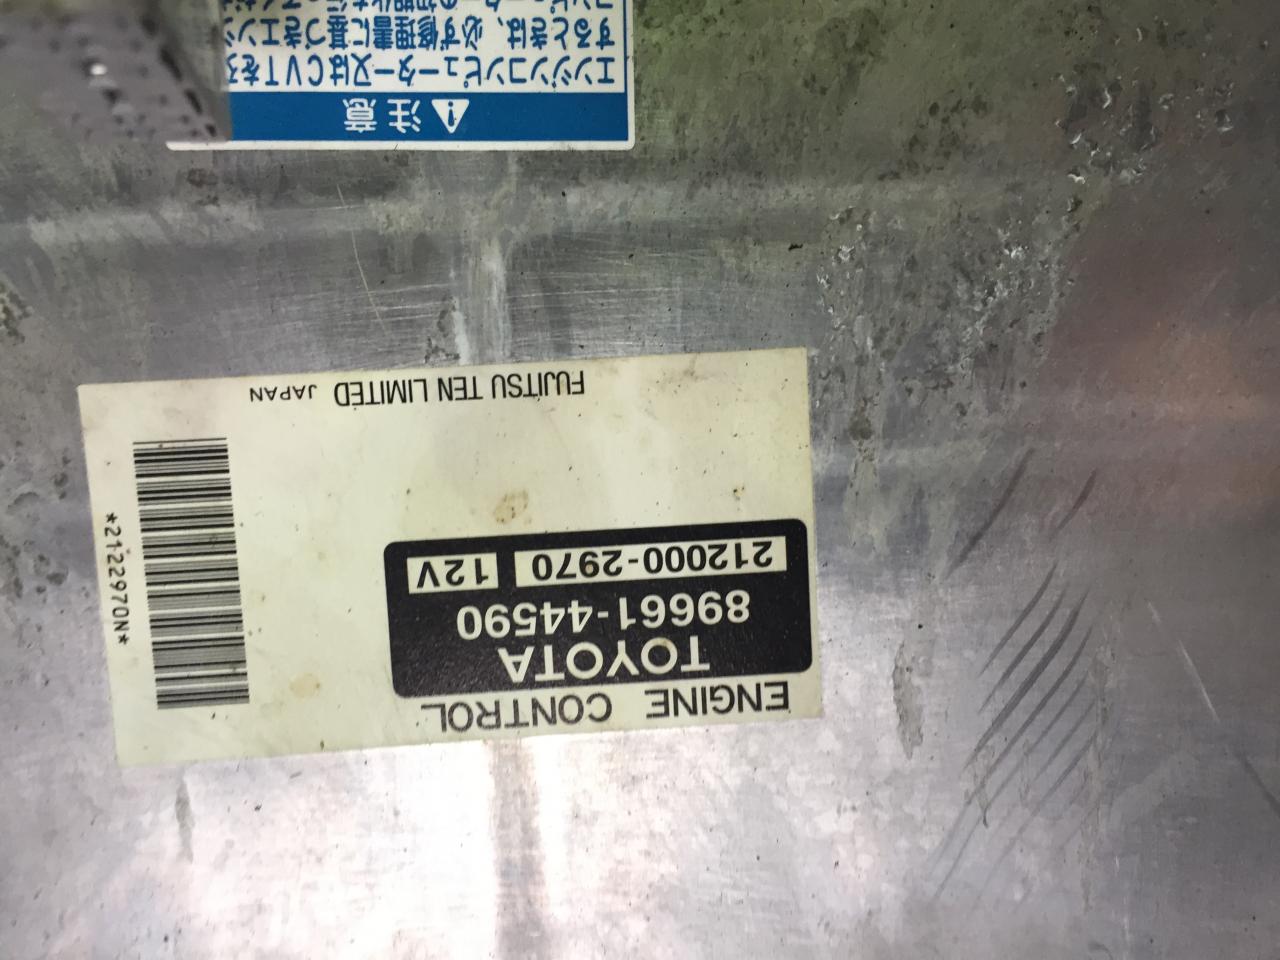 ENGINE CONTROL
TOYOTA
89661-44590
212000-2970 12V
FUJITSU TEN LIMITED JAPAN
*2122970N*
注意
エンジンコンピューター又はCVTを
するときは、必ず修理書に基づきエンジ